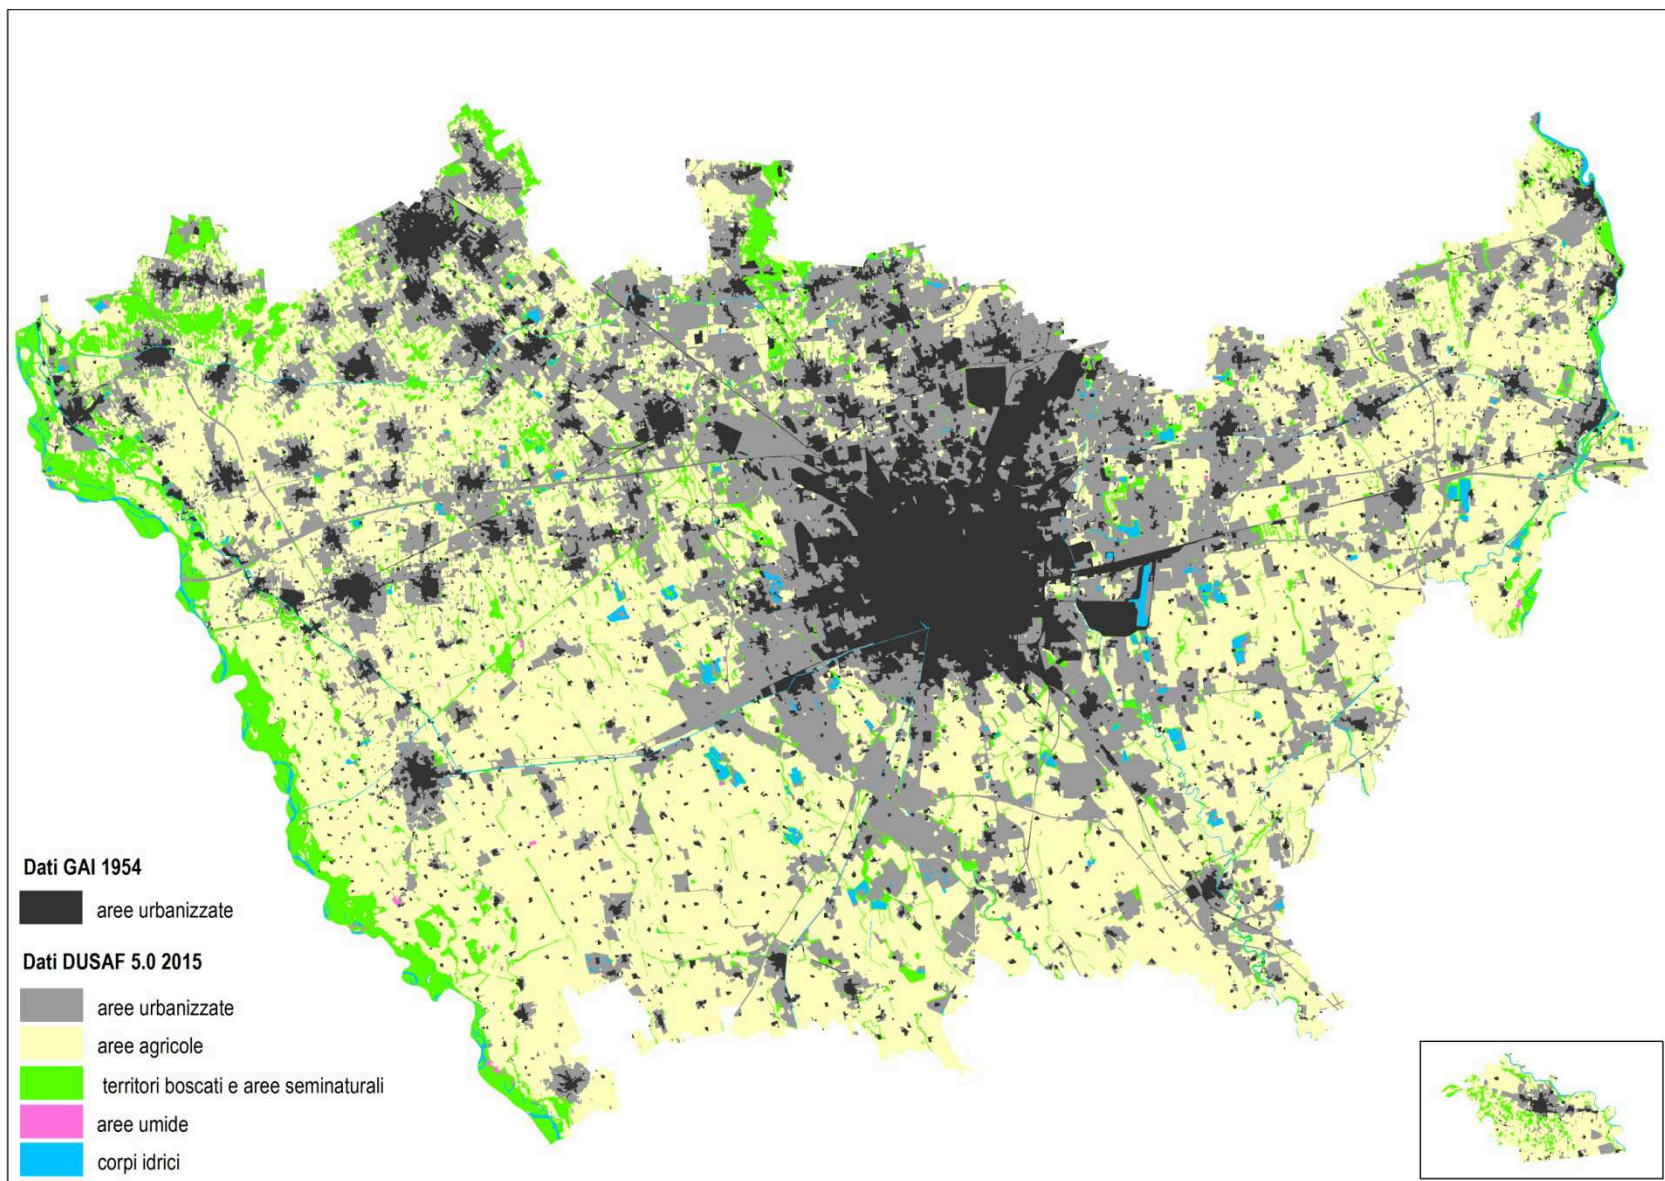 Dati GAI 1954
aree urbanizzate
Dati DUSAF 5.0 2015
aree urbanizzate
aree agricole
territori boscati e aree seminaturali
aree umide
corpi idrici